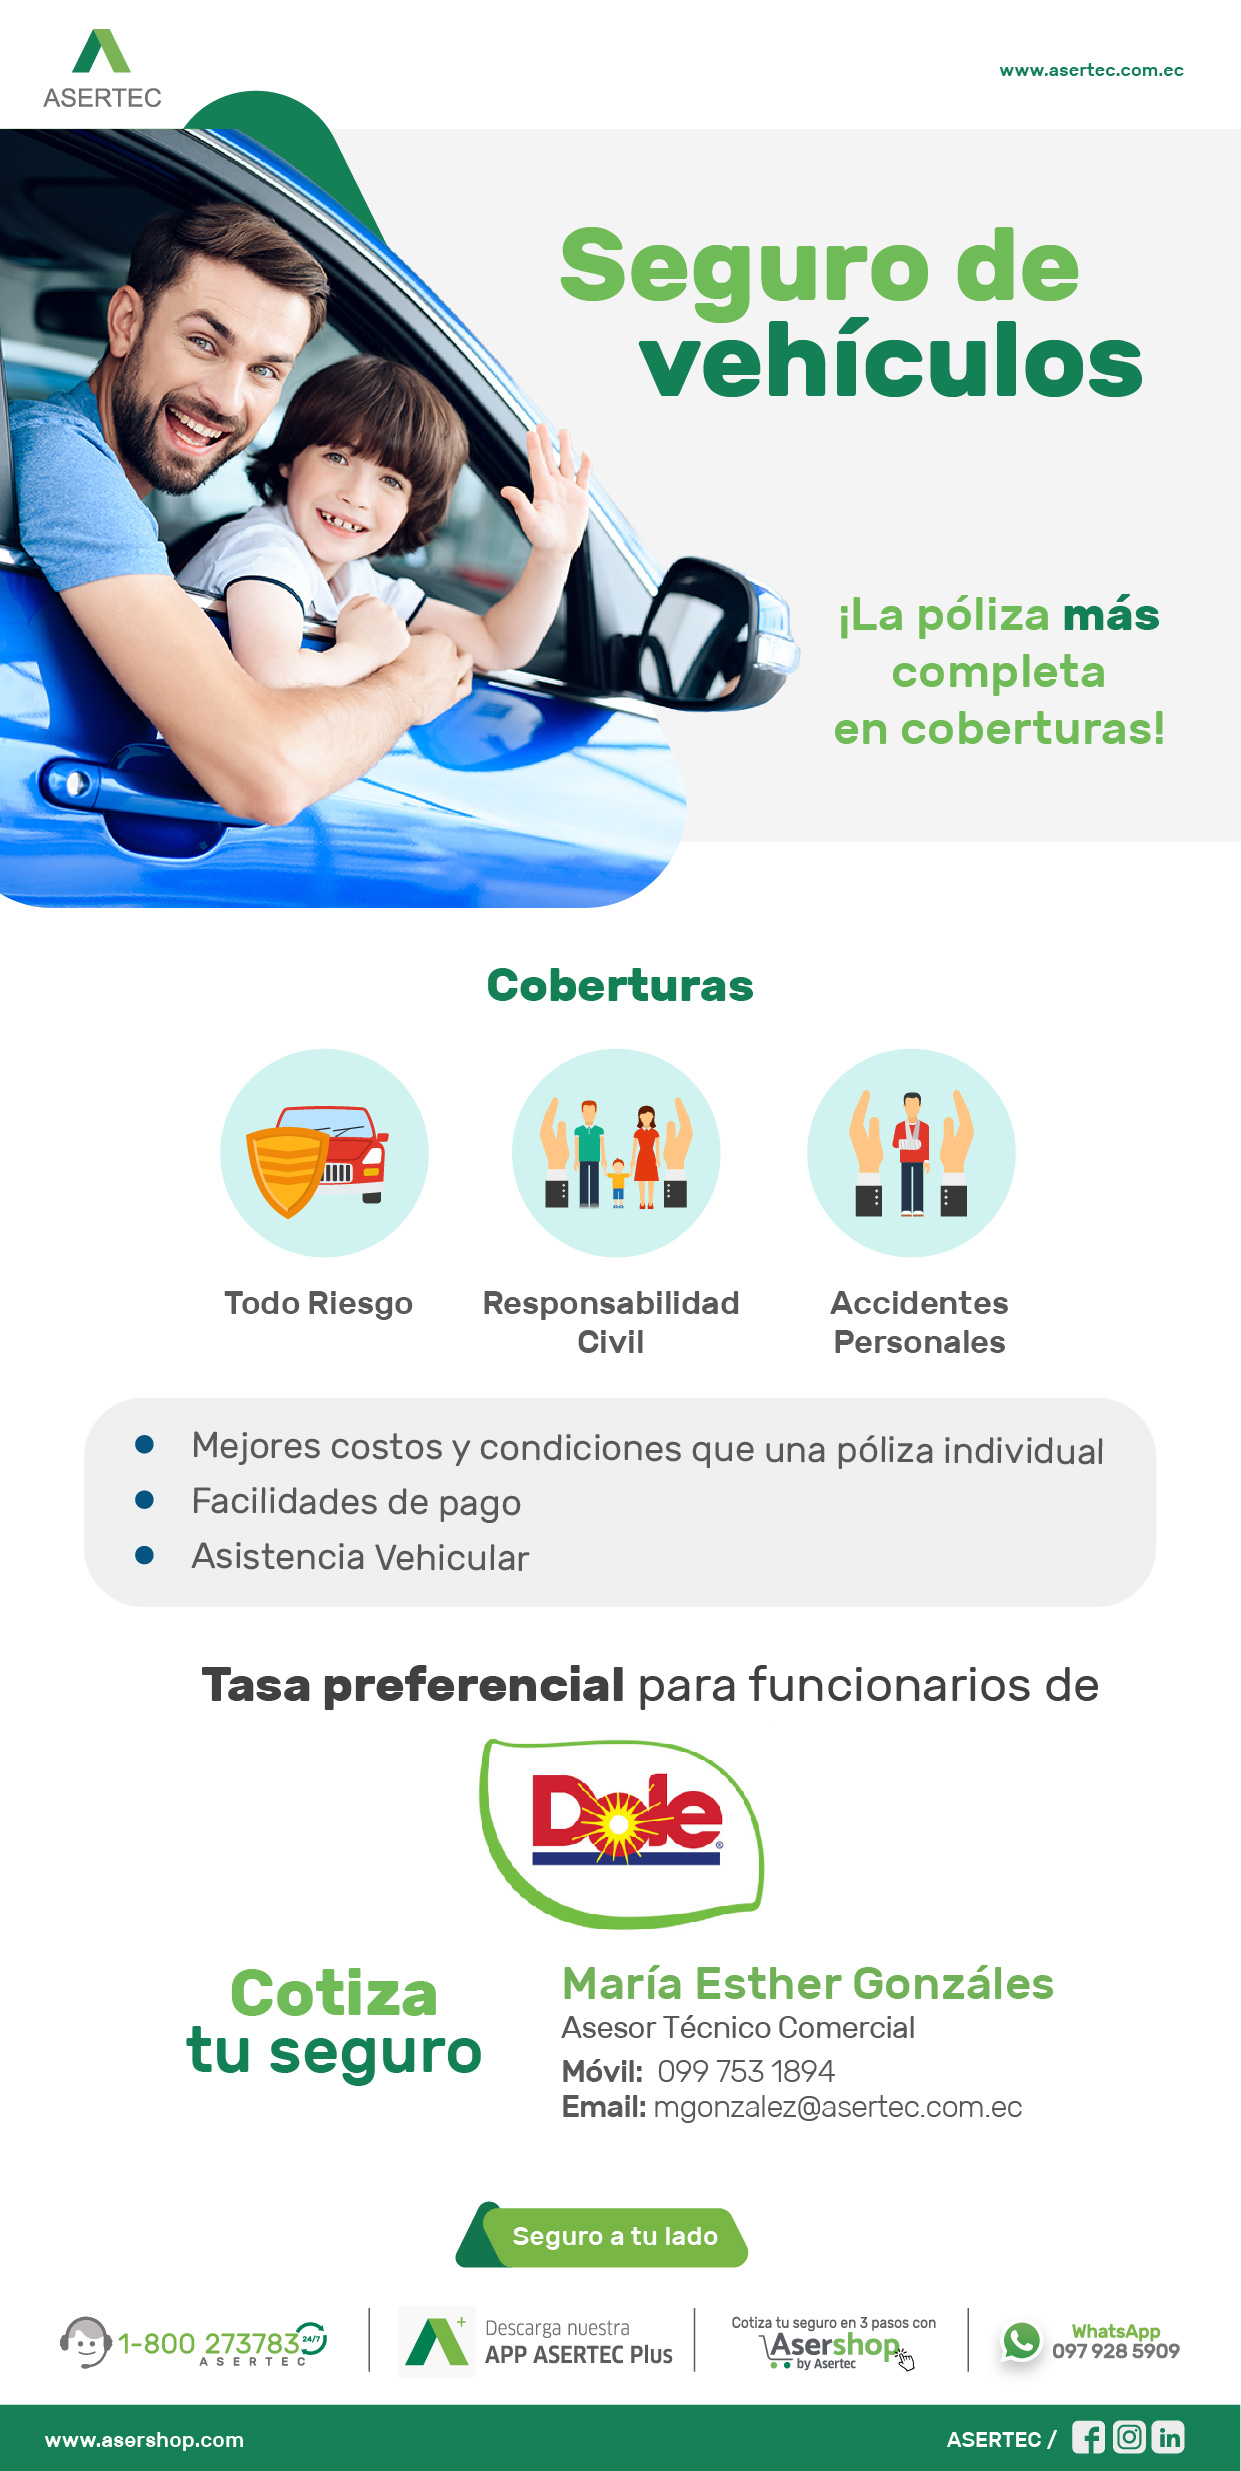 ASERTEC
www.asertec.com.ec
Seguro de
vehículos
¡La póliza más
completa
en coberturas!
Coberturas
Todo Riesgo
Responsabilidad
Civil
Accidentes
Personales
Mejores costos y condiciones que una póliza individual
Facilidades de pago
Asistencia Vehicular
Tasa preferencial para funcionarios de
Dole®
Cotiza
tu seguro
María Esther Gonzáles
Asesor Técnico Comercial
Móvil: 099 753 1894
Email: mgonzalez@asertec.com.ec
Seguro a tu lado
1-800 273783
24/7
ASERTEC
Descarga nuestra
APP ASERTEC Plus
Cotiza tu seguro en 3 pasos con
Asershop
by Asertec
WhatsApp
097 928 5909
www.asershop.com
ASERTEC /